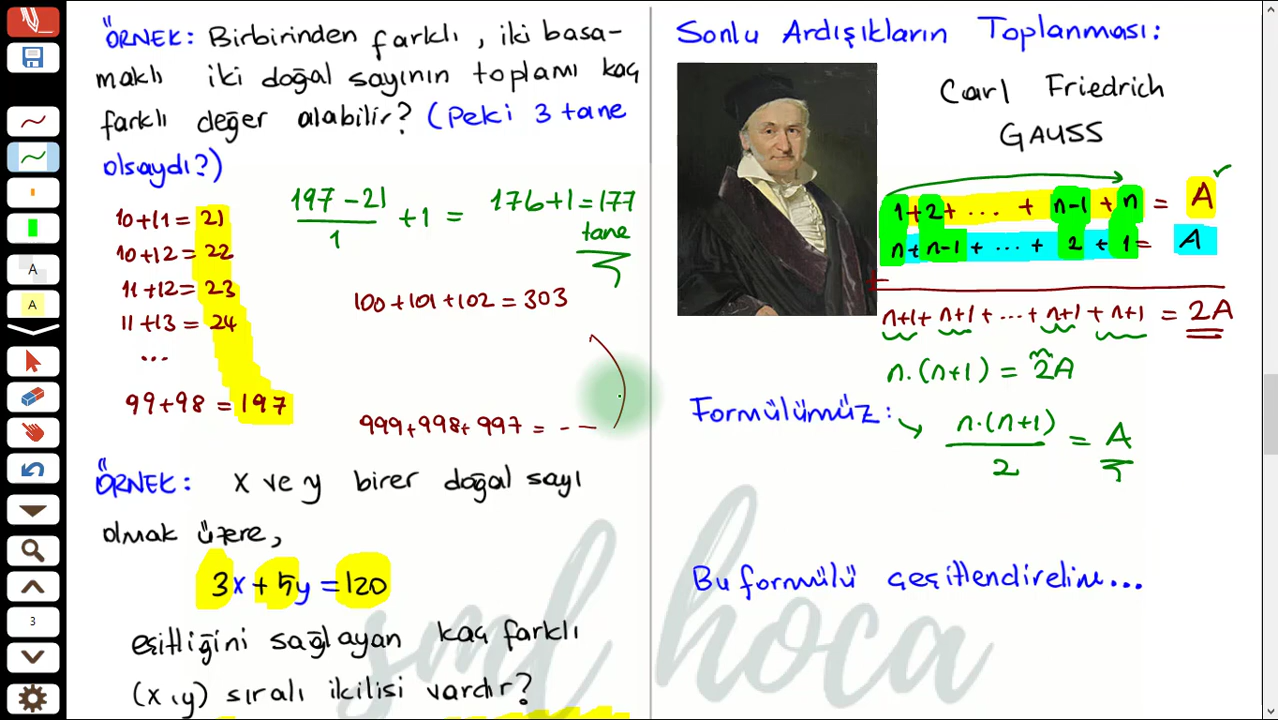 ÖRNEK: Birbirinden farklı, iki basa-
maklı iki doğal sayının toplamı kaç
farklı değer alabilir? (Peki 3 tane
olsaydı?)
10+11 = 21
10+12 = 22
11+12 = 23
11+13 = 24
...
99+98 = 197
197 - 21 / 1 + 1 = 176+1 = 177
tane
100+101+102 = 303
999+998+997 = ---
ÖRNEK: x ve y birer doğal sayı
olmak üzere,
3x + 5y = 120
eşitliğini sağlayan kaç farklı
(x,y) sıralı ikilisi vardır?
Sonlu Ardışıkların Toplanması:
Carl Friedrich
GAUSS
1+2+ ... + n-1 + n = A
n+n-1 + ... + 2 + 1 = A
n+1+n+1+...+n+1+n+1 = 2A
n.(n+1) = 2A
Formülümüz: n.(n+1) / 2 = A
Bu formülü çeşitlendirelim...
sml hoca
A
A
3